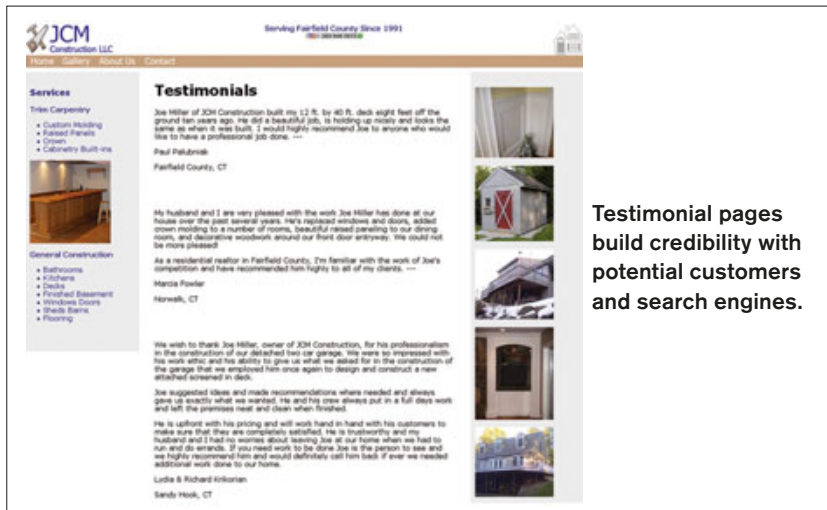 JCM
Construction LLC
Serving Fairfield County Since 1991
Home Gallery About Us Contact
Services
Trim Carpentry
Custom Molding
Raised Panels
Crown
Cabinetry Built-ins
General Construction
Bathrooms
Kitchens
Decks
Finished Basement
Windows Doors
Sheds Barns
Flooring
Testimonials
Joe Miller of JCM Construction built my 12 ft. by 40 ft. deck eight feet off the
ground ten years ago. He did a beautiful job, is holding up nicely and looks the
same as when it was built. I would highly recommend Joe to anyone who would
like to have a professional job done. ---
Paul Palubniak
Fairfield County, CT
My husband and I are very pleased with the work Joe Miller has done at our
house over the past several years. He's replaced windows and doors, added
crown molding to a number of rooms, beautiful raised paneling to our dining
room, and decorative woodwork around our front door entryway. We could not
be more pleased!
As a residential realtor in Fairfield County, I'm familiar with the work of Joe's
competition and have recommended him highly to all of my clients. ---
Marcia Fowler
Norwalk, CT
We wish to thank Joe Miller, owner of JCM Construction, for his professionalism
in the construction of our detached two car garage. We were so impressed with
his work ethic and his ability to give us what we asked for in the construction of
the garage that we employed him once again to design and construct a new
attached screened in deck.
Joe suggested ideas and made recommendations where needed and always
gave us exactly what we wanted. He and his crew always put in a full days work
and left the premises neat and clean when finished.
He is upfront with his pricing and will work hand in hand with his customers to
make sure that they are completely satisfied. He is trustworthy and my
husband and I had no worries about leaving Joe at our home when we had to
run and do errands. If you need work to be done Joe is the person to see and
we highly recommend him and would definitely call him back if ever we needed
additional work done to our home.
Lydia & Richard Krikorian
Sandy Hook, CT
Testimonial pages
build credibility with
potential customers
and search engines.